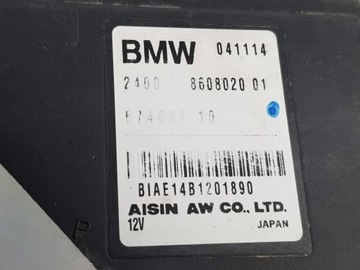 BMW 041114
2400 8608020 01
BIAE14B1201890
AISIN AW CO., LTD.
12V JAPAN
P